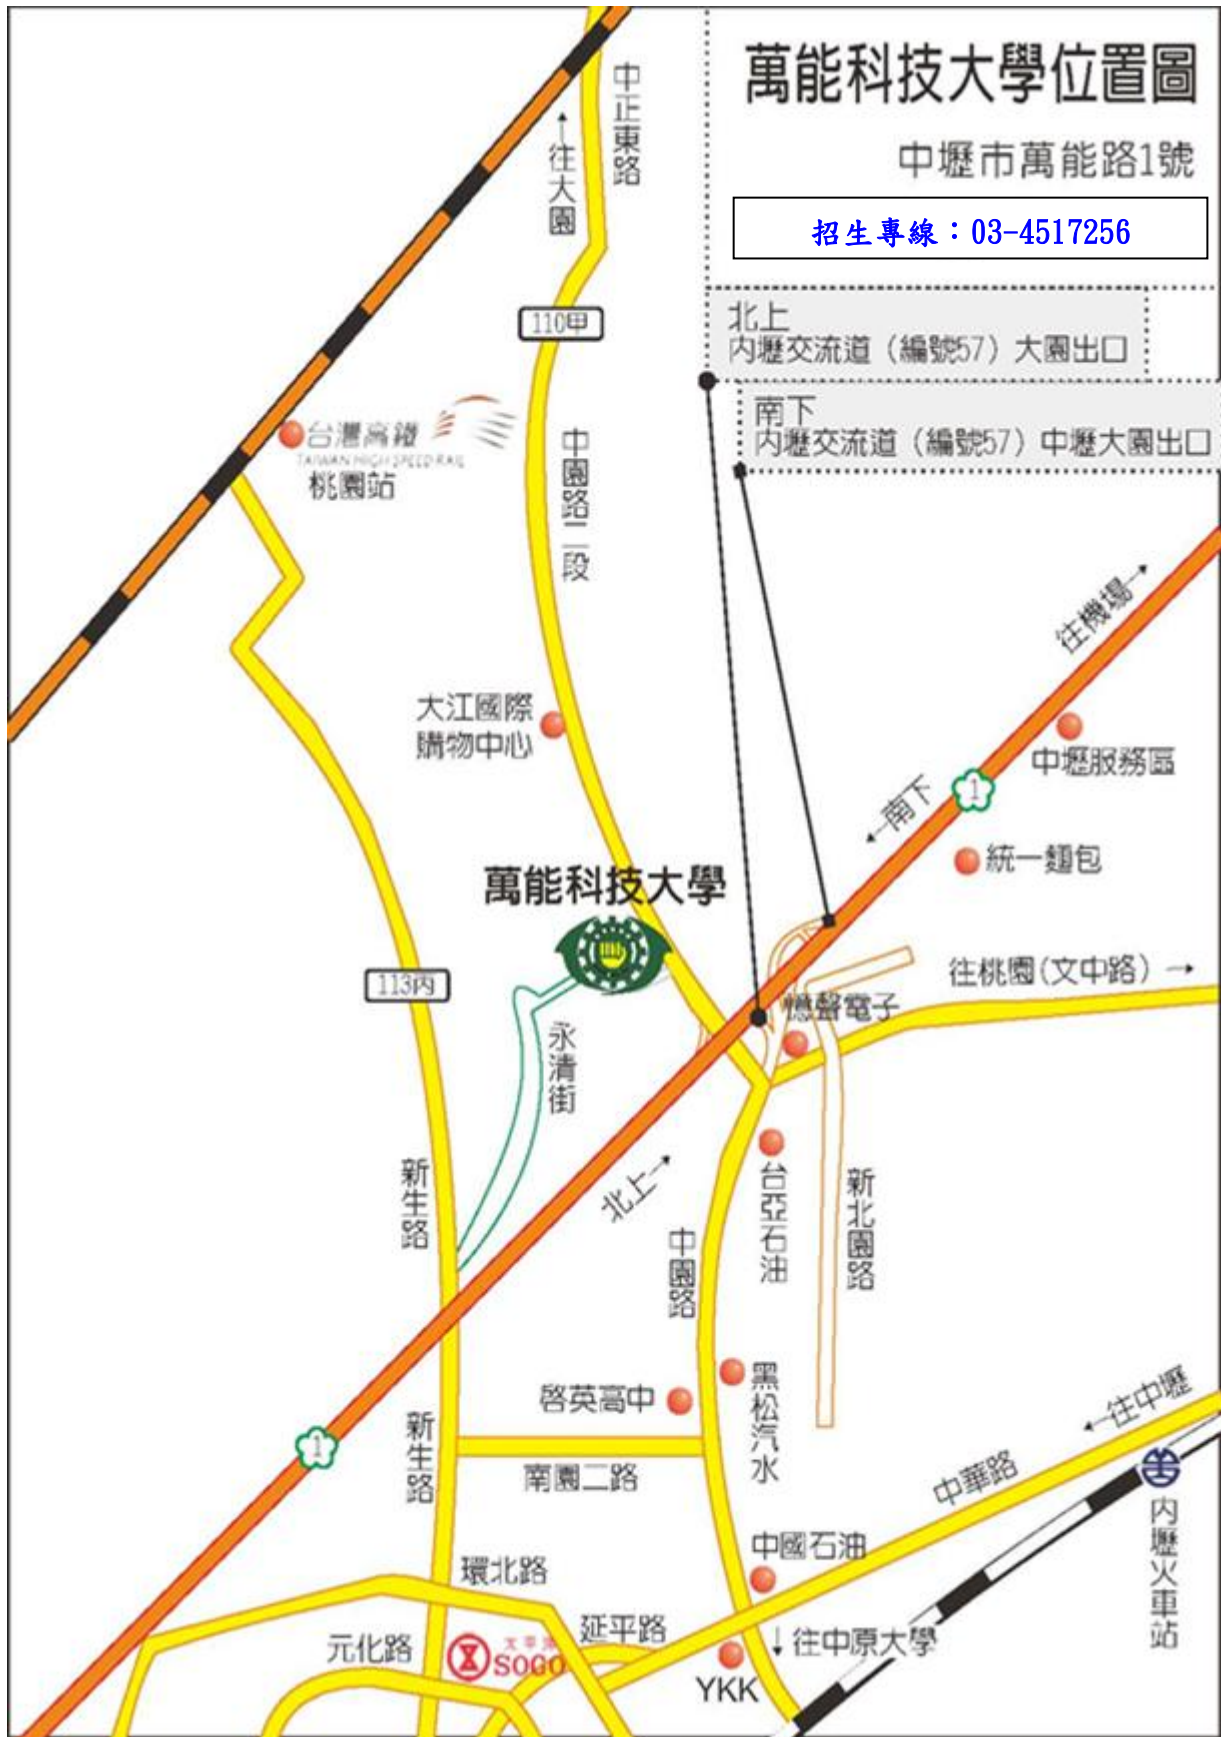 萬能科技大學位置圖
中壢市萬能路1號
招生專線：03-4517256
中正東路
←往大園
110甲
北上
內壢交流道（編號57）大園出口
南下
內壢交流道（編號57）中壢大園出口
台灣高鐵
TAIWAN HIGH SPEED RAIL
桃園站
中園路二段
往機場→
大江國際
購物中心
中壢服務區
1
←南下
統一麵包
萬能科技大學
往桃園(文中路) →
113內
憶聲電子
永清街
新生路
北上→
台亞石油
新北園路
中園路
啓英高中
黑松汽水
←往中壢
1
新生路
南園二路
中華路
內壢火車站
中國石油
環北路
延平路
元化路
SOGO
↓往中原大學
YKK